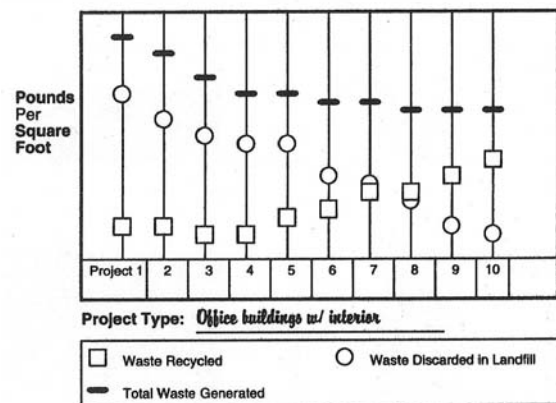 Pounds
Per
Square
Foot
Project 1 2 3 4 5 6 7 8 9 10
Project Type: Office buildings w/ interior
Waste Recycled
Waste Discarded in Landfill
Total Waste Generated